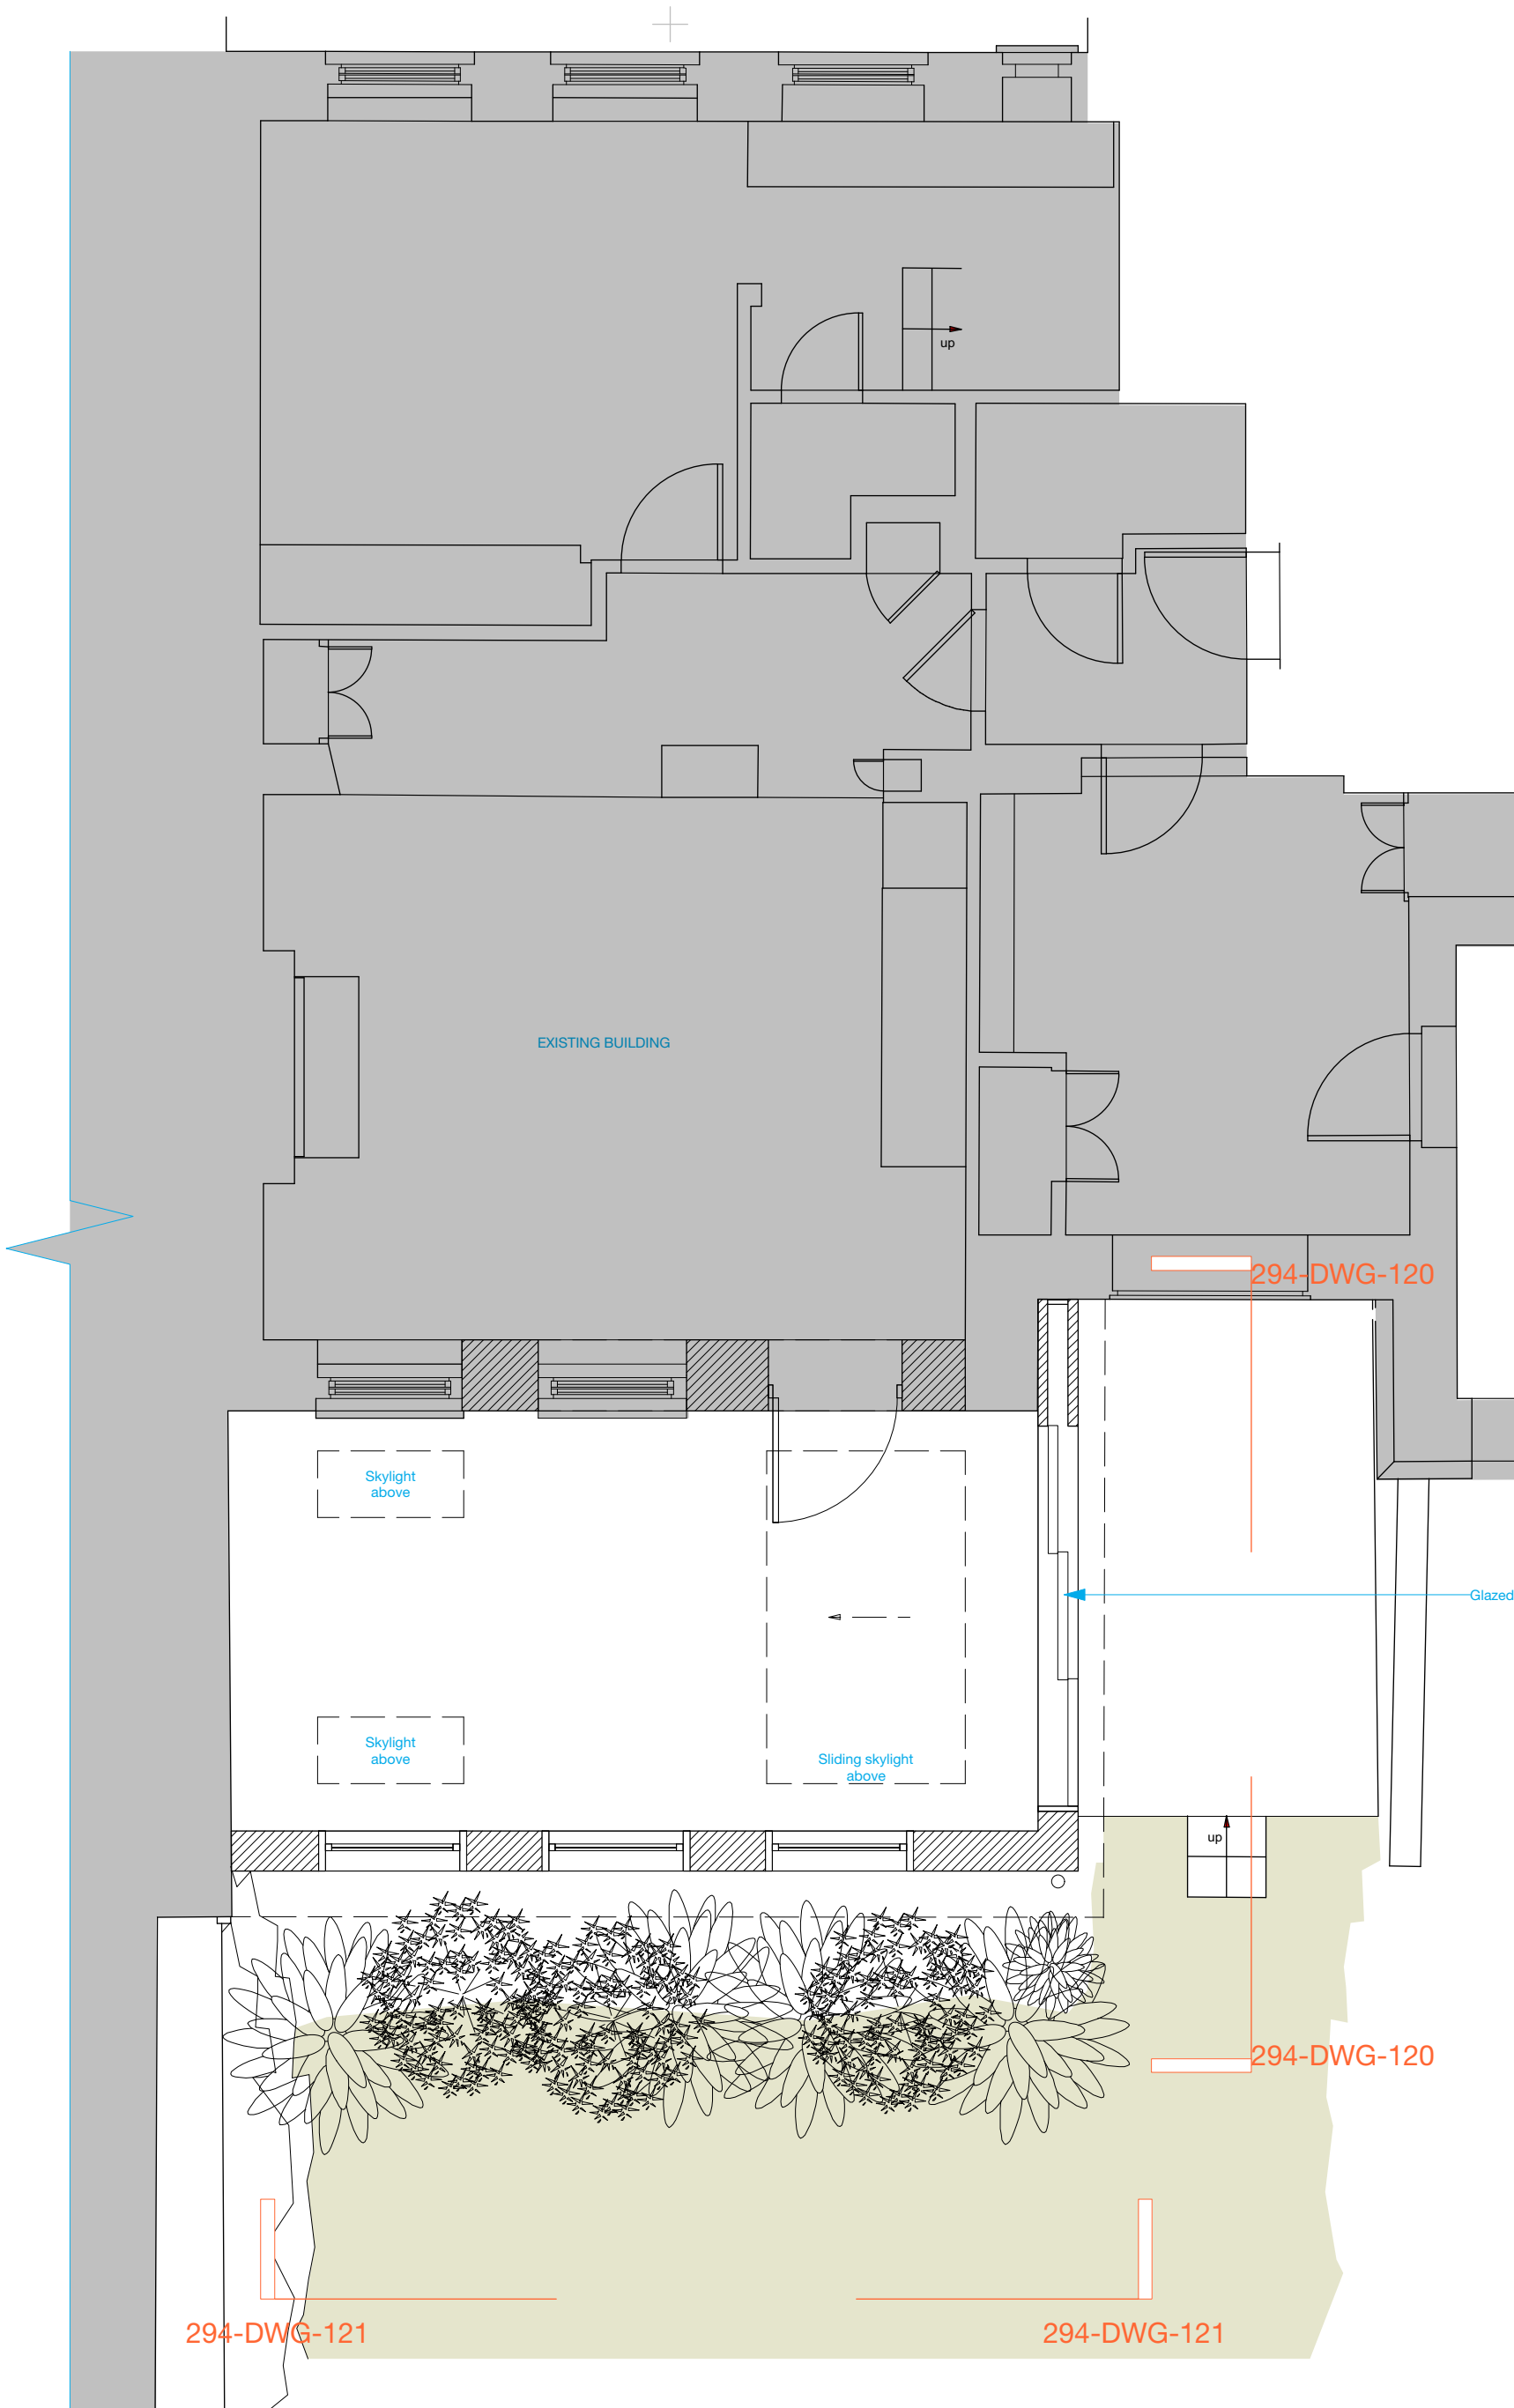 up
EXISTING BUILDING
294-DWG-120
Skylight
above
Glazed
Skylight
above
Sliding skylight
above
up
294-DWG-120
294-DWG-121
294-DWG-121